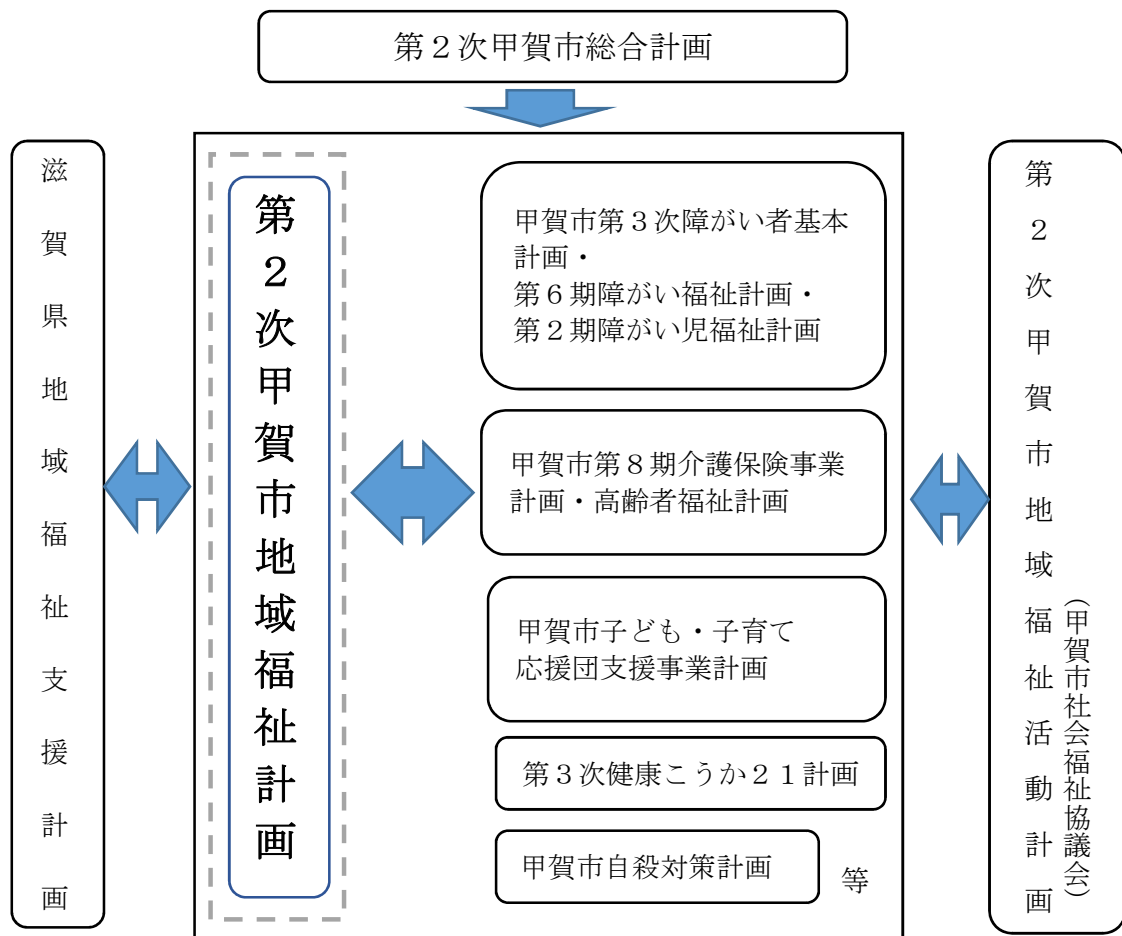 第２次甲賀市総合計画
滋賀県地域福祉支援計画
第２次甲賀市地域福祉計画
甲賀市第３次障がい者基本
計画・
第６期障がい福祉計画・
第２期障がい児福祉計画
甲賀市第８期介護保険事業
計画・高齢者福祉計画
甲賀市子ども・子育て
応援団支援事業計画
第３次健康こうか２１計画
甲賀市自殺対策計画
等
第２次甲賀市地域福祉活動計画
(甲賀市社会福祉協議会)